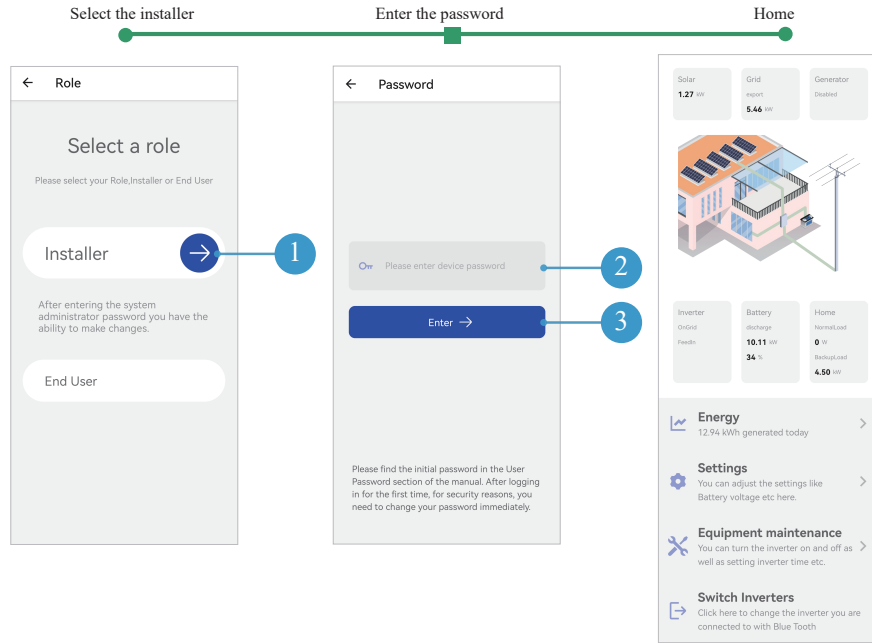 Select the installer
Enter the password
Home
Role
Select a role
Please select your Role,Installer or End User
Installer
1
After entering the system
administrator password you have the
ability to make changes.
End User
Password
Please enter device password
2
Enter
3
Please find the initial password in the User
Password section of the manual. After logging
in for the first time, for security reasons, you
need to change your password immediately.
Solar
1.27 kW
Grid
export
5.46 kW
Generator
Disabled
Inverter
OnGrid
FeedIn
Battery
discharge
10.11 kW
34 %
Home
NormalLoad
0 W
BackupLoad
4.50 kW
Energy
12.94 kWh generated today
Settings
You can adjust the settings like
Battery voltage etc here.
Equipment maintenance
You can turn the inverter on and off as
well as setting inverter time etc.
Switch Inverters
Click here to change the inverter you are
connected to with Blue Tooth